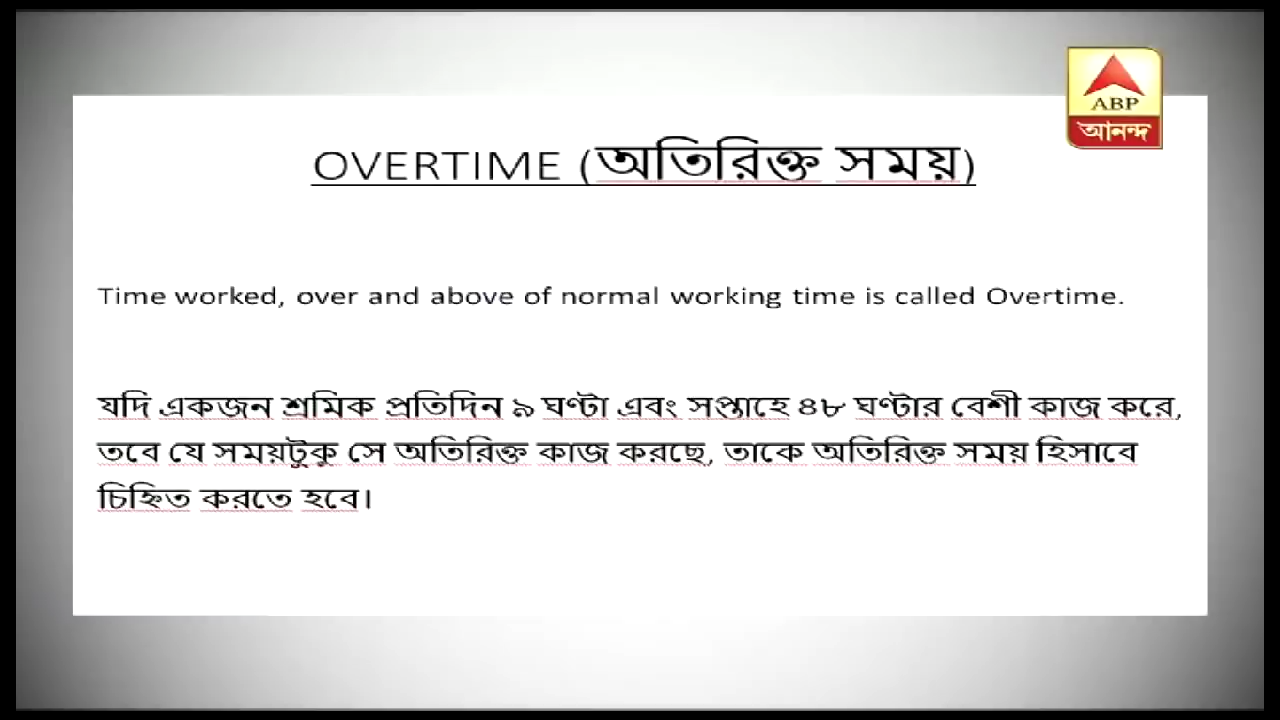 ABP
আনন্দ
OVERTIME (অতিরিক্ত সময়)
Time worked, over and above of normal working time is called Overtime.
যদি একজন শ্রমিক প্রতিদিন ৯ ঘণ্টা এবং সপ্তাহে ৪৮ ঘণ্টার বেশী কাজ করে,
তবে যে সময়টুকু সে অতিরিক্ত কাজ করছে, তাকে অতিরিক্ত সময় হিসাবে
চিহ্নিত করতে হবে।